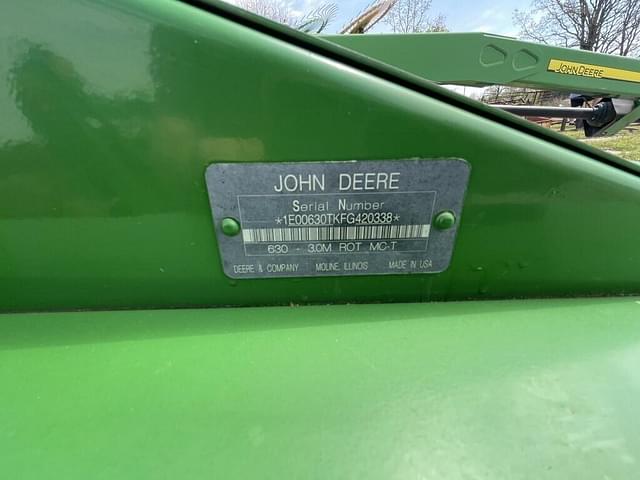 JOHN DEERE
JOHN DEERE
Serial Number
*1E00630TKFG420338*
630 - 3.0M ROT MC-T
DEERE & COMPANY MOLINE, ILLINOIS MADE IN USA